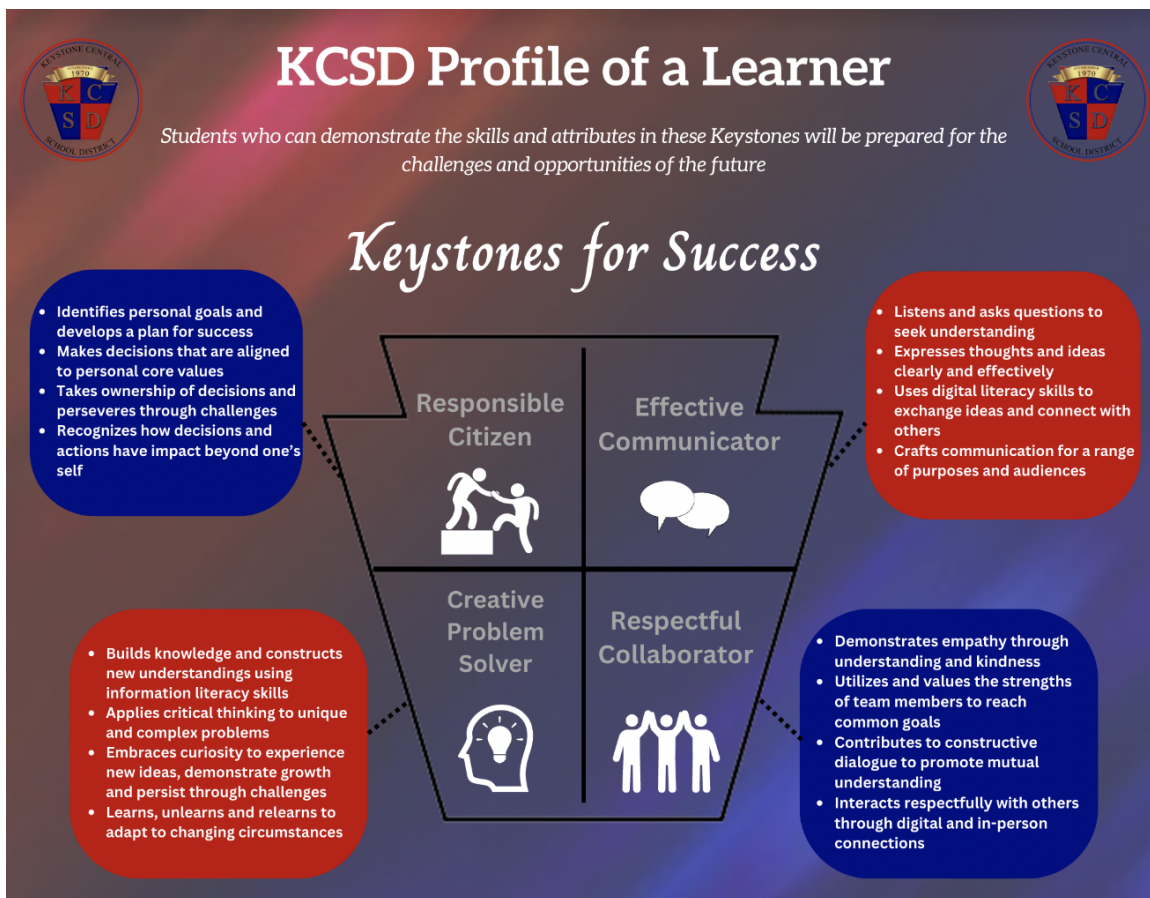 KEYSTONE CENTRAL
1970
K C
S D
SCHOOL DISTRICT
KCSD Profile of a Learner
KEYSTONE CENTRAL
1970
K C
S D
SCHOOL DISTRICT
Students who can demonstrate the skills and attributes in these Keystones will be prepared for the
challenges and opportunities of the future
Keystones for Success
• Identifies personal goals and
develops a plan for success
• Makes decisions that are aligned
to personal core values
• Takes ownership of decisions and
perseveres through challenges
• Recognizes how decisions and
actions have impact beyond one's
self
Responsible
Citizen
Effective
Communicator
• Listens and asks questions to
seek understanding
• Expresses thoughts and ideas
clearly and effectively
• Uses digital literacy skills to
exchange ideas and connect with
others
• Crafts communication for a range
of purposes and audiences
• Builds knowledge and constructs
new understandings using
information literacy skills
• Applies critical thinking to unique
and complex problems
• Embraces curiosity to experience
new ideas, demonstrate growth
and persist through challenges
• Learns, unlearns and relearns to
adapt to changing circumstances
Creative
Problem
Solver
Respectful
Collaborator
• Demonstrates empathy through
understanding and kindness
• Utilizes and values the strengths
of team members to reach
common goals
• Contributes to constructive
dialogue to promote mutual
understanding
• Interacts respectfully with others
through digital and in-person
connections